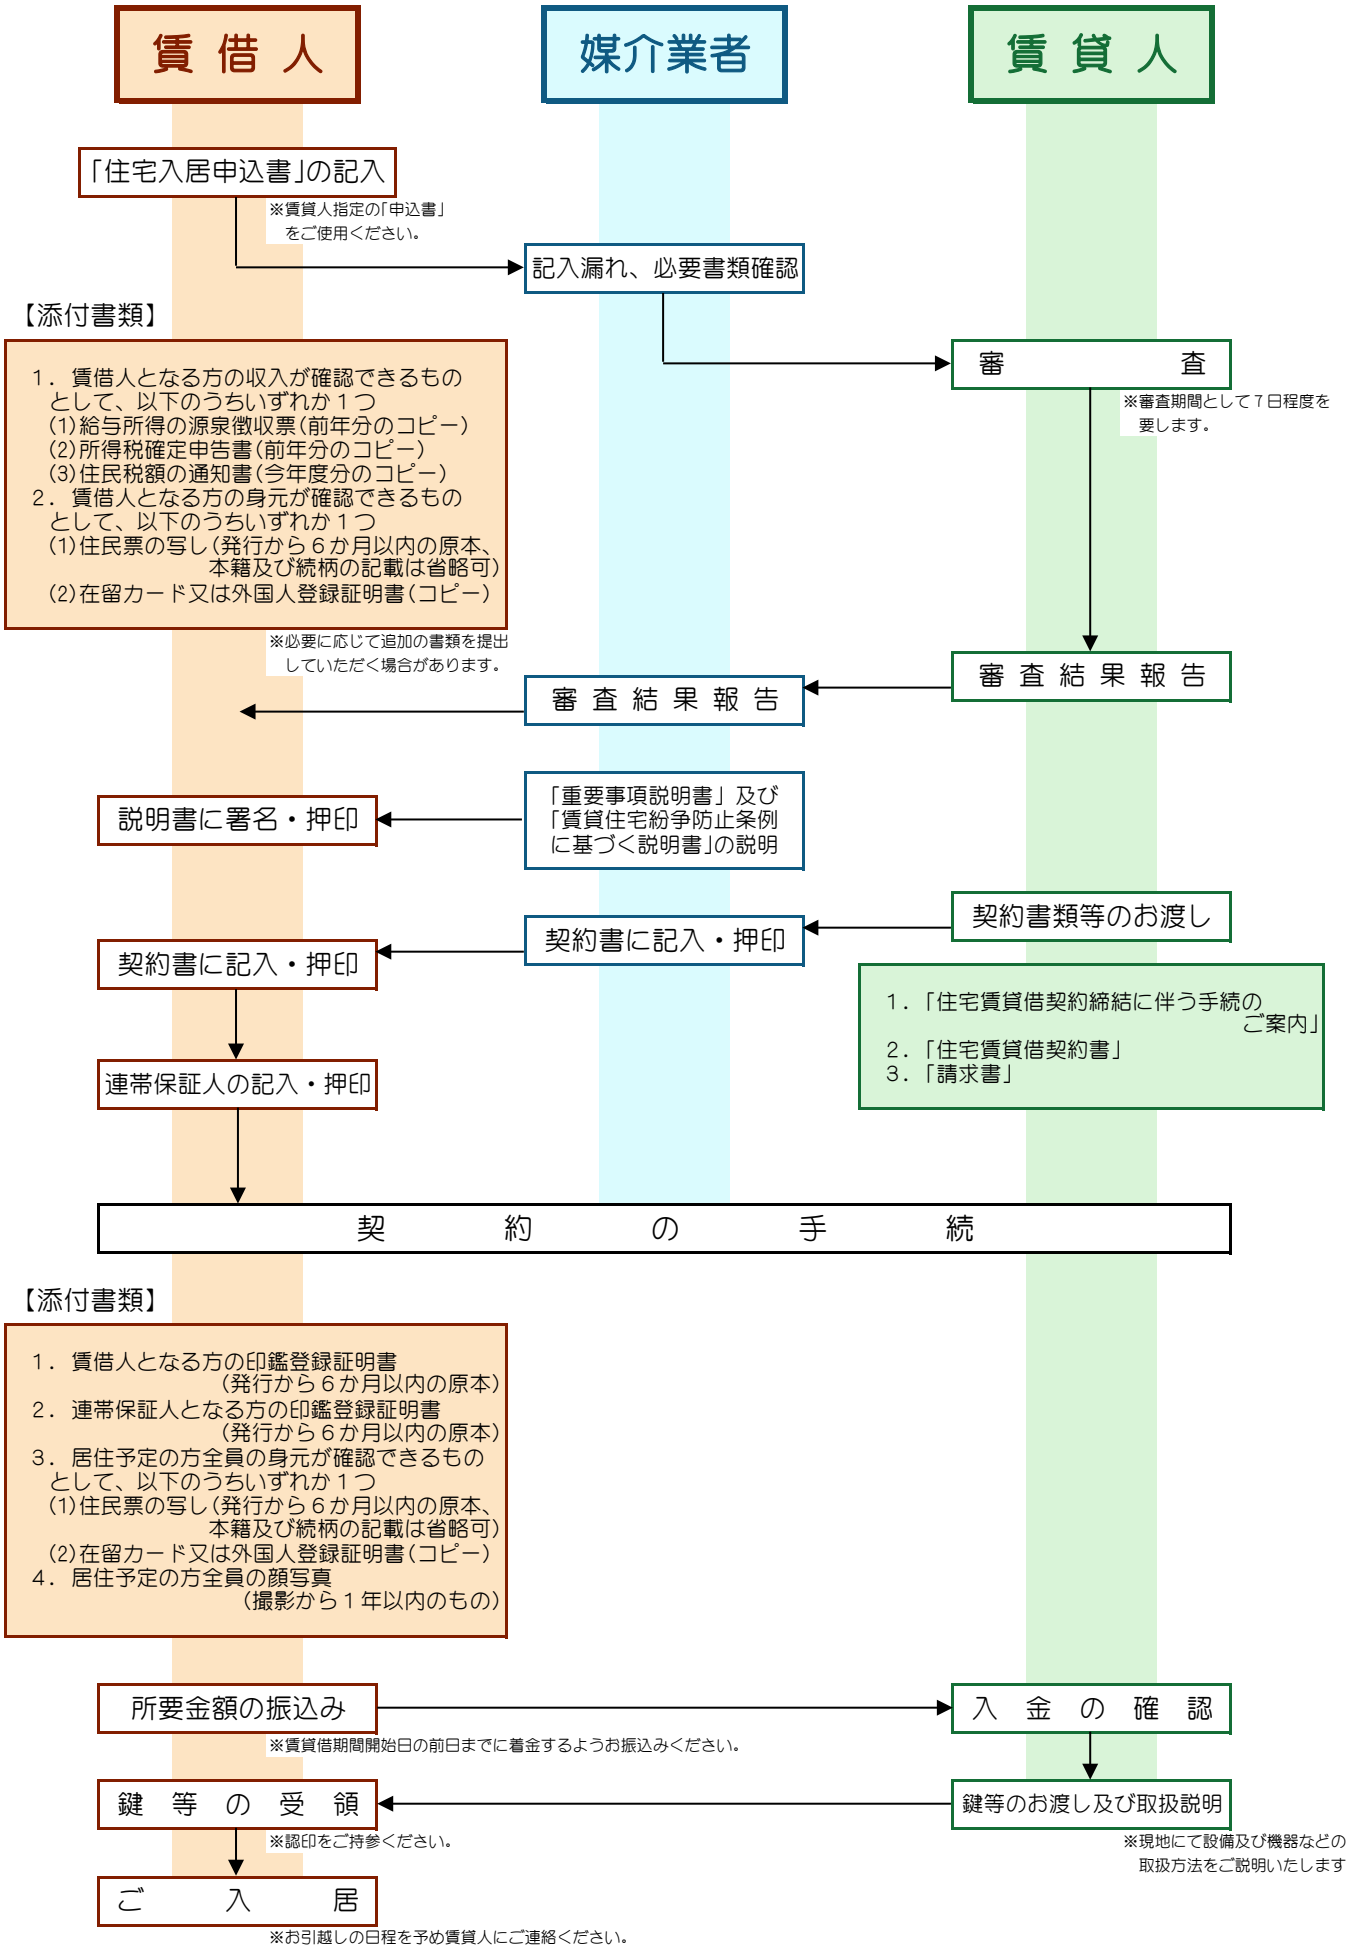 賃借人
媒介業者
賃貸人
「住宅入居申込書」の記入
※賃貸人指定の「申込書」
をご使用ください。
記入漏れ、必要書類確認
【添付書類】
審査
※審査期間として7日程度を
要します。
1. 賃借人となる方の収入が確認できるもの
として、以下のうちいずれか1つ
(1)給与所得の源泉徴収票(前年分のコピー)
(2)所得税確定申告書(前年分のコピー)
(3)住民税額の通知書(今年度分のコピー)
2. 賃借人となる方の身元が確認できるもの
として、以下のうちいずれか1つ
(1)住民票の写し(発行から6か月以内の原本、
本籍及び続柄の記載は省略可)
(2)在留カード又は外国人登録証明書(コピー)
※必要に応じて追加の書類を提出
していただく場合があります。
審査結果報告
審査結果報告
「重要事項説明書」及び
「賃貸住宅紛争防止条例
に基づく説明書」の説明
説明書に署名・押印
契約書類等のお渡し
契約書に記入・押印
契約書に記入・押印
1.「住宅賃貸借契約締結に伴う手続の
ご案内」
2.「住宅賃貸借契約書」
3.「請求書」
連帯保証人の記入・押印
契約の手続
【添付書類】
1. 賃借人となる方の印鑑登録証明書
(発行から6か月以内の原本)
2. 連帯保証人となる方の印鑑登録証明書
(発行から6か月以内の原本)
3. 居住予定の方全員の身元が確認できるもの
として、以下のうちいずれか1つ
(1)住民票の写し(発行から6か月以内の原本、
本籍及び続柄の記載は省略可)
(2)在留カード又は外国人登録証明書(コピー)
4. 居住予定の方全員の顔写真
(撮影から1年以内のもの)
所要金額の振込み
入金の確認
※賃貸借期間開始日の前日までに着金するようお振込みください。
鍵等の受領
鍵等のお渡し及び取扱説明
※認印をご持参ください。
※現地にて設備及び機器などの
取扱方法をご説明いたします
ご入居
※お引越しの日程を予め賃貸人にご連絡ください。